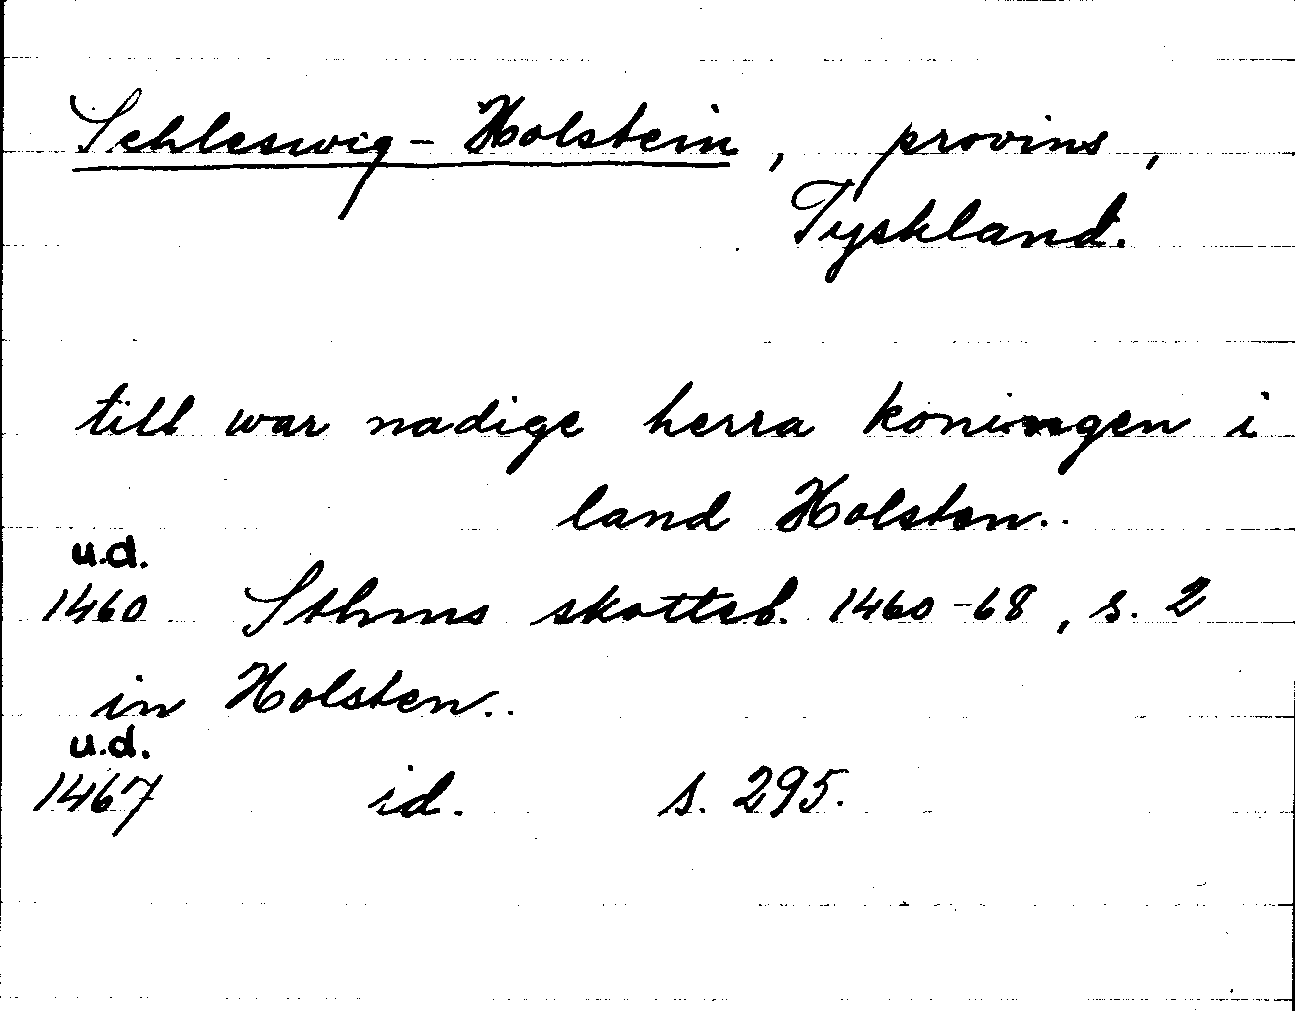 Schleswig-Holstein, provins,
Tyskland.
till war nadige herra koningen i
land Holsten..
u.d.
1460 Sthms skotteb. 1460-68, s. 2
in Holsten..
u.d.
1467 id. s. 295.